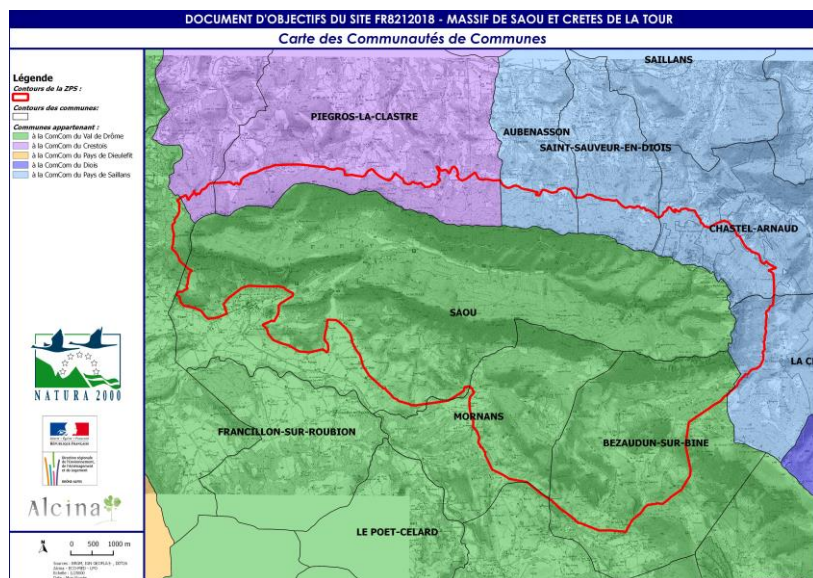 DOCUMENT D'OBJECTIFS DU SITE FR8212018 - MASSIF DE SAOU ET CRETES DE LA TOUR
Carte des Communautés de Communes
Légende
Contours de la ZPS :
Contours des communes:
Communes appartenant :
à la ComCom du Val de Drôme
à la ComCom du Crestois
à la ComCom du Pays de Dieulefit
à la ComCom du Diois
à la ComCom du Pays de Saillans
SAILLANS
PIEGROS-LA-CLASTRE
AUBENASSON
SAINT-SAUVEUR-EN-DIOIS
CHASTEL-ARNAUD
SAOU
LA C
MORNANS
FRANCILLON-SUR-ROUBION
BEZAUDUN-SUR-BINE
LE POET-CELARD
NATURA 2000
RÉPUBLIQUE FRANÇAISE
Alcina
0 500 1000 m